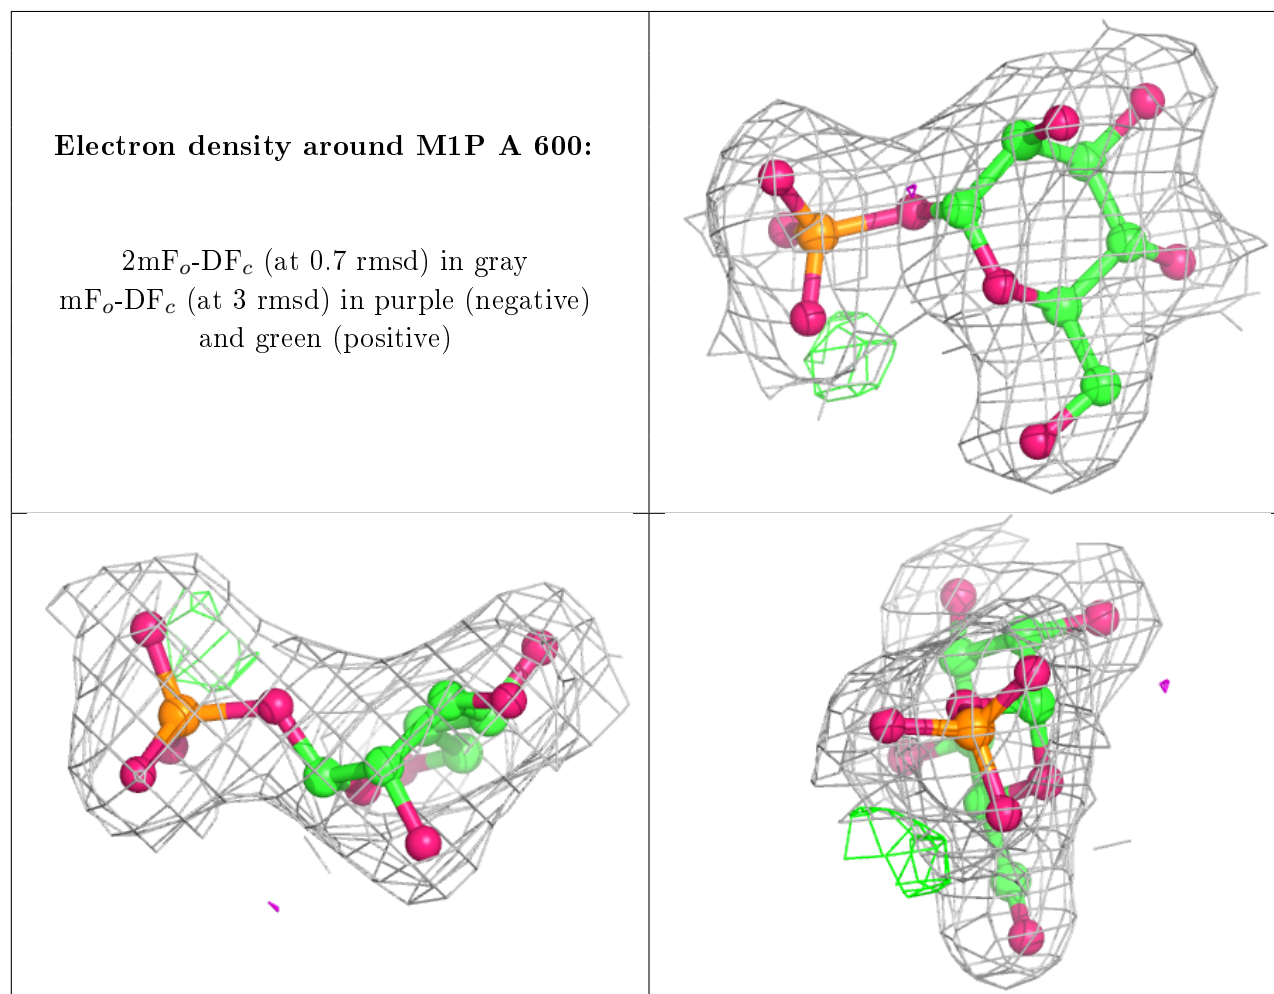 Electron density around M1P A 600:
2mFo-DFc (at 0.7 rmsd) in gray
mFo-DFc (at 3 rmsd) in purple (negative)
and green (positive)